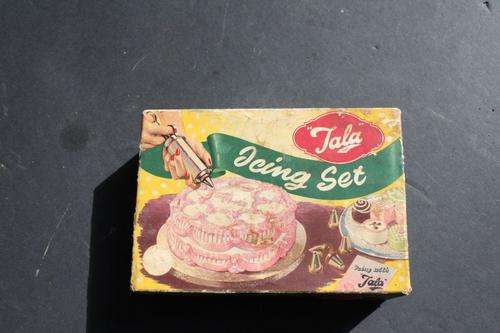 "Tala"
Icing Set
Icing with
Tala